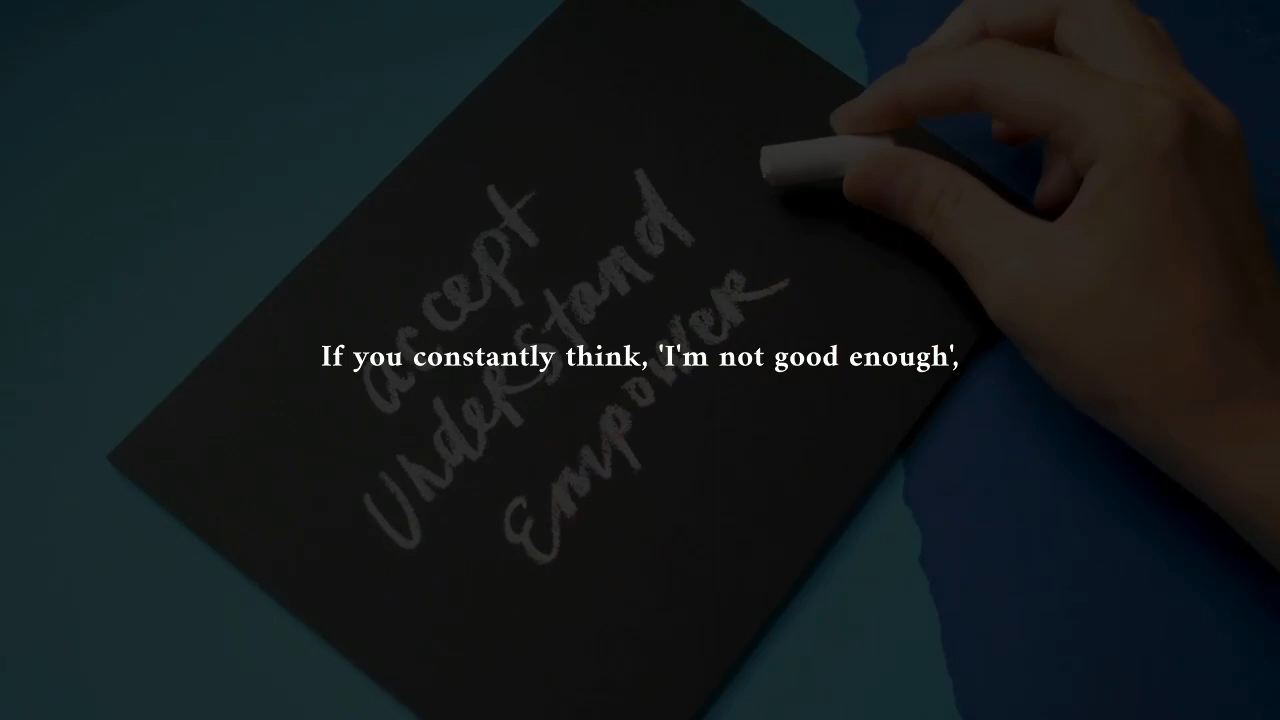 accept
Understand
Empower
If you constantly think, 'I'm not good enough',